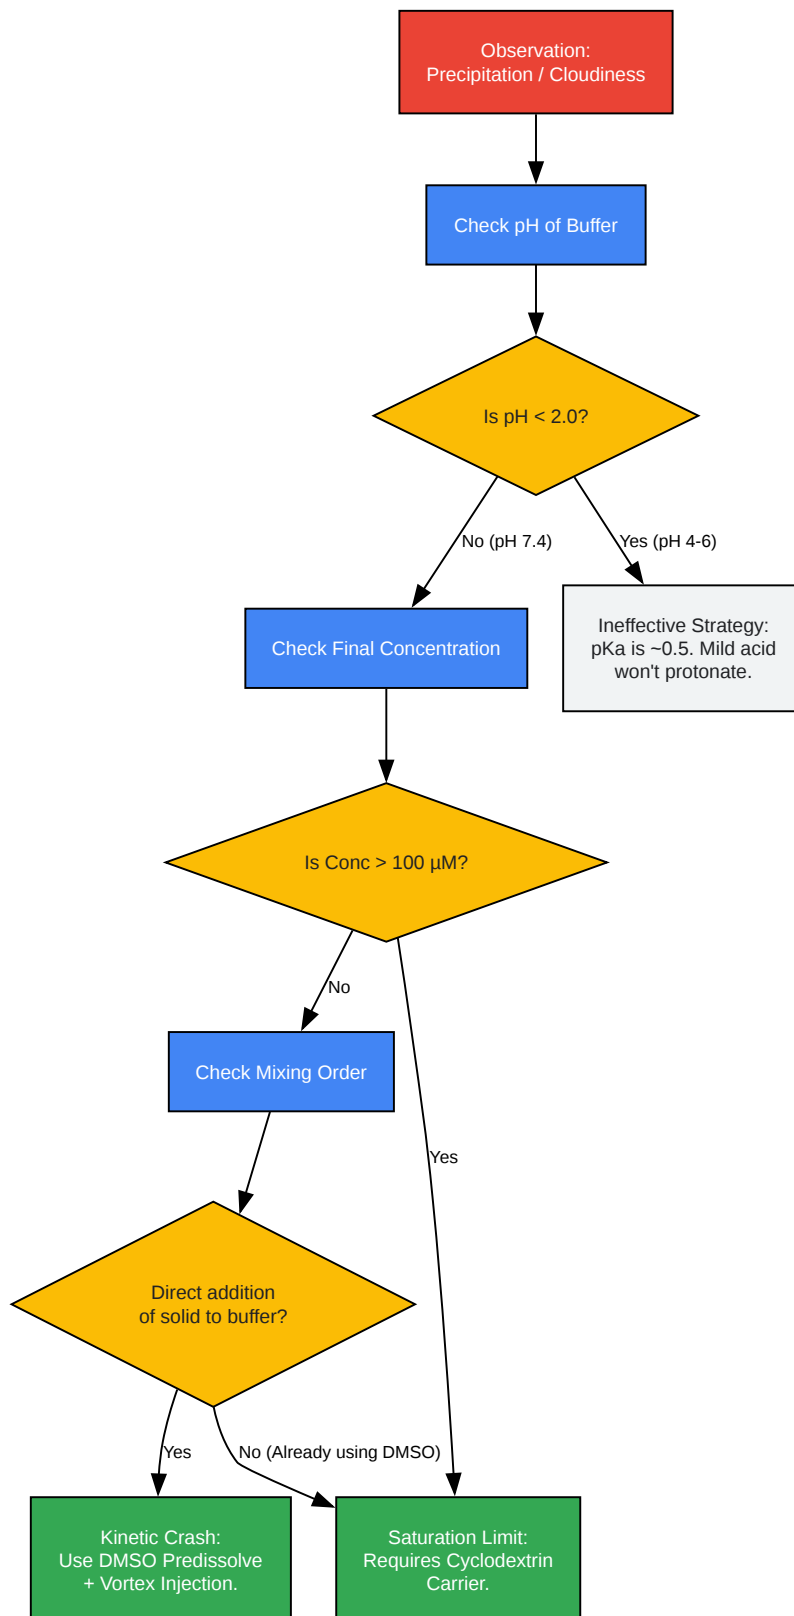 Observation:
Precipitation / Cloudiness
Check pH of Buffer
Is pH < 2.0?
No (pH 7.4)
Yes (pH 4-6)
Ineffective Strategy:
pKa is ~0.5. Mild acid
won't protonate.
Check Final Concentration
Is Conc > 100 µM?
No
Check Mixing Order
Yes
Direct addition
of solid to buffer?
Yes
No (Already using DMSO)
Kinetic Crash:
Use DMSO Predissolve
+ Vortex Injection.
Saturation Limit:
Requires Cyclodextrin
Carrier.